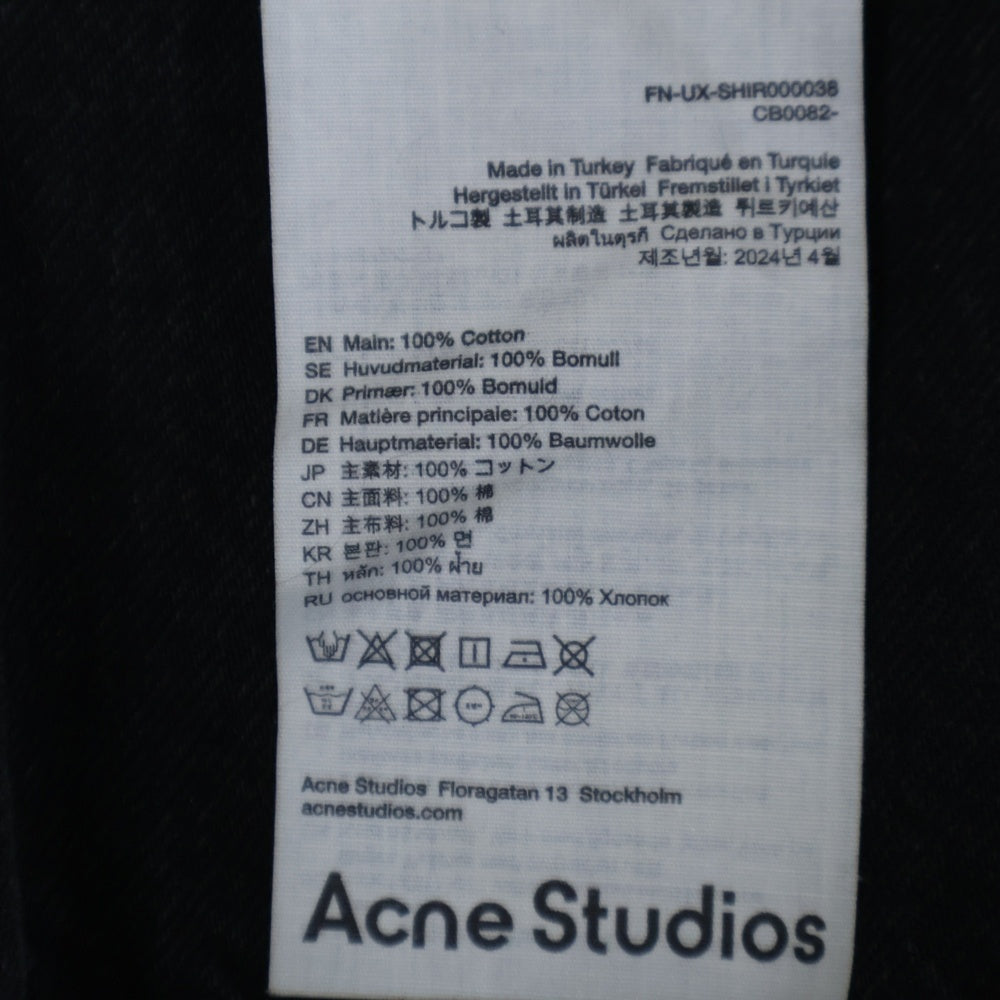 FN-UX-SHIR000038
CB0082-
Made in Turkey Fabriqué en Turquie
Hergestellt in Türkei Fremstillet i Tyrkiet
トルコ製 土耳其制造 土耳其製造 튀르키예산
ผลิตในตุรกี Сделано в Турции
제조년월: 2024년 4월
EN Main: 100% Cotton
SE Huvudmaterial: 100% Bomull
DK Primær: 100% Bomuld
FR Matière principale: 100% Coton
DE Hauptmaterial: 100% Baumwolle
JP 主素材: 100% コットン
CN 主面料: 100% 棉
ZH 主布料: 100% 棉
KR 본판: 100% 면
TH หลัก: 100% ฝ้าย
RU основной материал: 100% Хлопок
Acne Studios Floragatan 13 Stockholm
acnestudios.com
Acne Studios